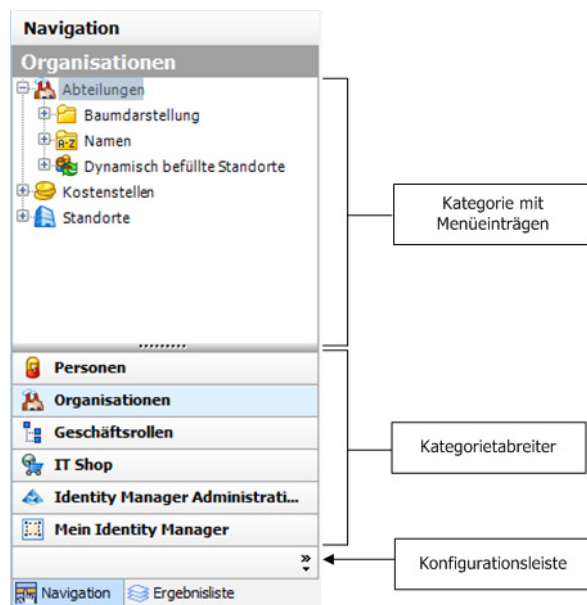 Navigation
Organisationen
Abteilungen
Baumdarstellung
A-Z Namen
Dynamisch befüllte Standorte
Kostenstellen
Standorte
Kategorie mit
Menüeinträgen
Personen
Organisationen
Geschäftsrollen
IT Shop
Identity Manager Administrati...
Mein Identity Manager
Kategorietabreiter
»
Konfigurationsleiste
Navigation Ergebnisliste